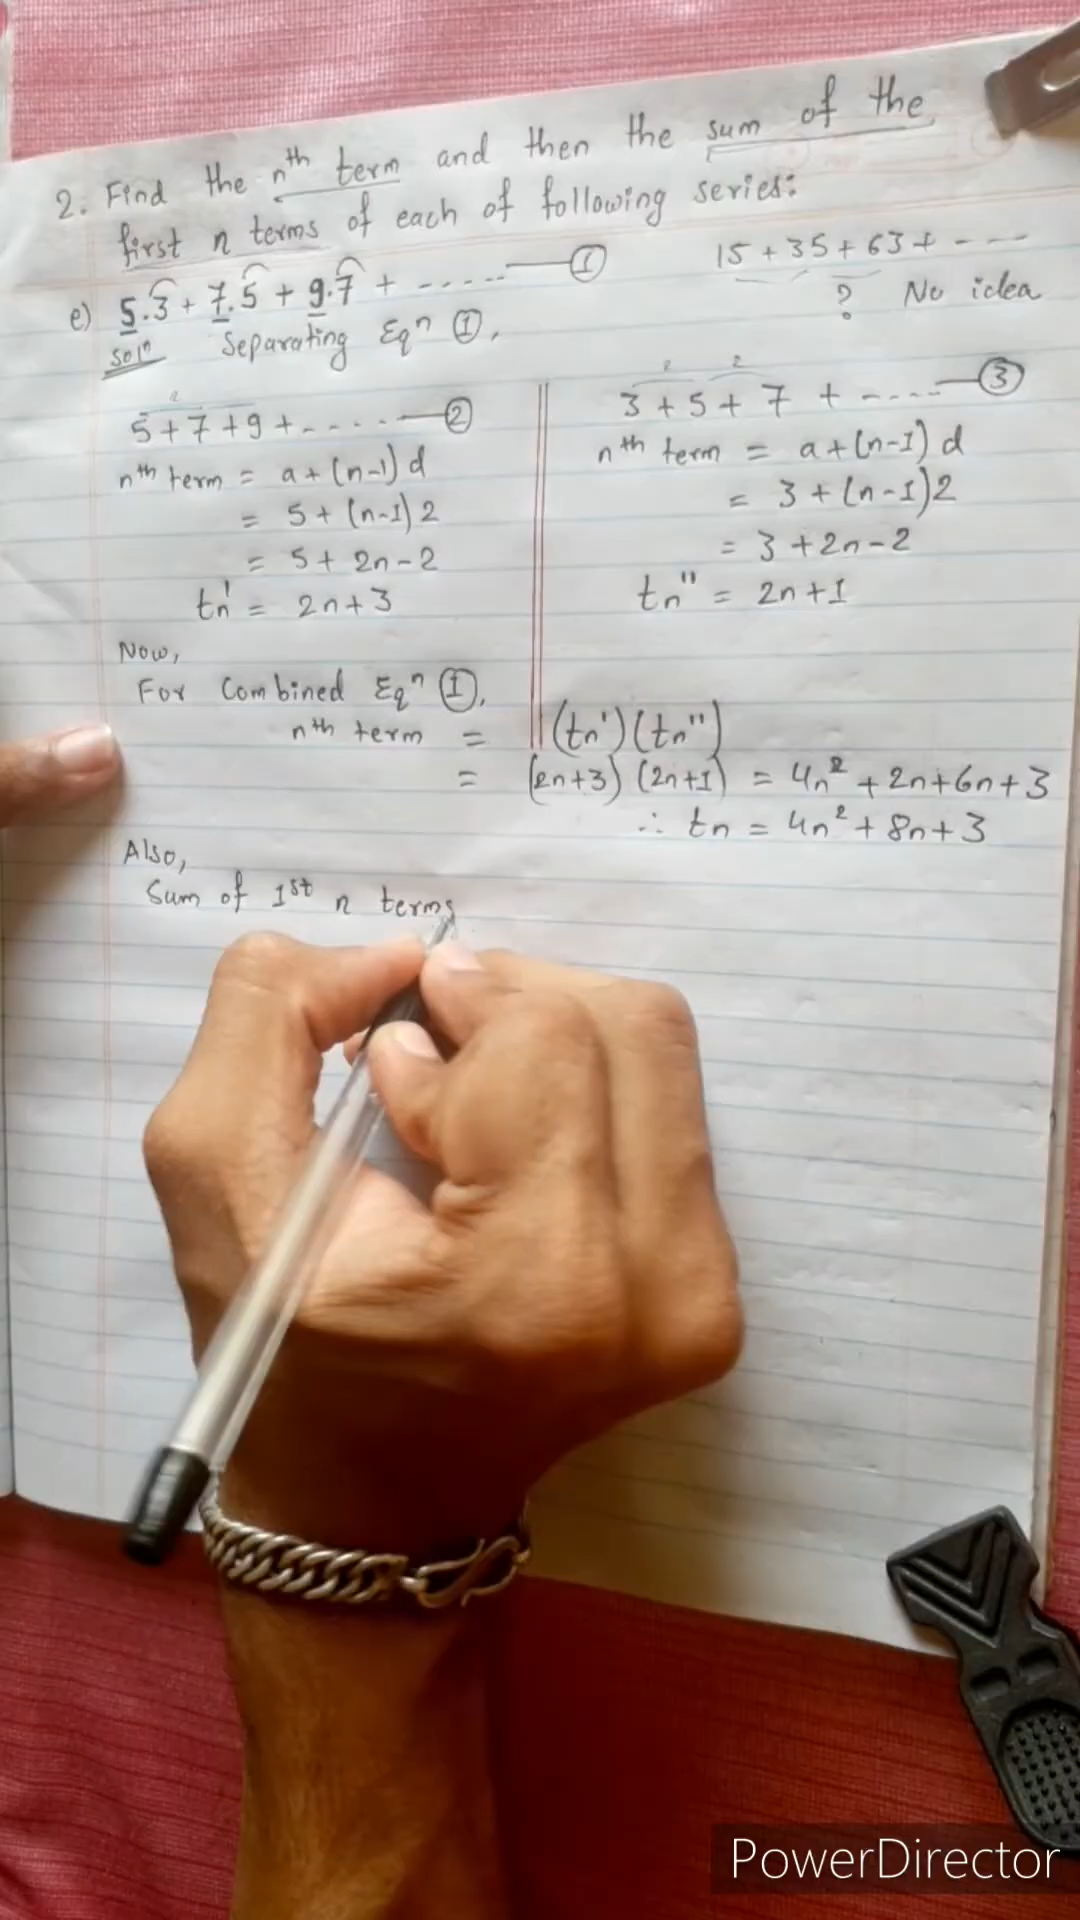 2. Find the nth term and then the sum of the
first n terms of each of following series:
e) 5.3 + 7.5 + 9.7 + ...... — ①
15 + 35 + 63 + ----
? No idea
Solⁿ Separating Eqⁿ ①,
5 + 7 + 9 + ..... — ②
nth term = a + (n-1) d
= 5 + (n-1) 2
= 5 + 2n - 2
tn' = 2n + 3
2 2
3 + 5 + 7 + ..... — ③
nth term = a + (n-1) d
= 3 + (n-1) 2
= 3 + 2n - 2
tn" = 2n + 1
Now,
For Combined Eqⁿ ①,
nth term = (tn') (tn")
= (2n+3) (2n+1) = 4n² + 2n + 6n + 3
∴ tn = 4n² + 8n + 3
Also,
Sum of 1st n terms
PowerDirector